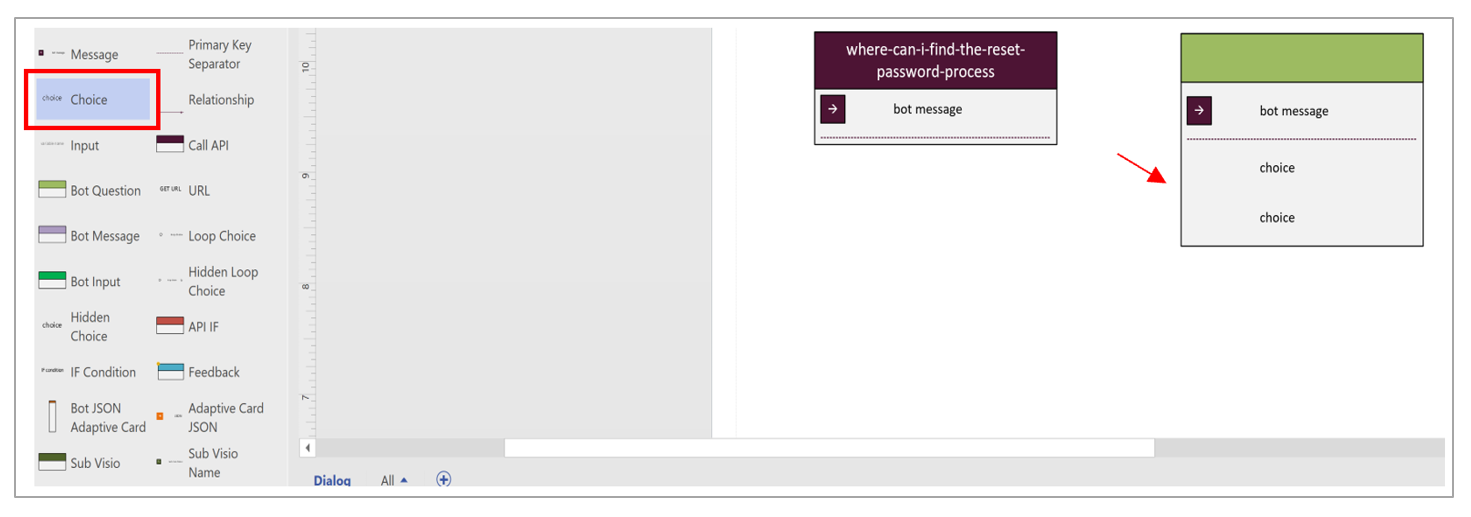 Message
Primary Key
Separator
choice
Choice
Relationship
Input
Call API
Bot Question
GET URL
URL
Bot Message
Loop Choice
Bot Input
Hidden Loop
Choice
choice
Hidden
Choice
API IF
IF condition
IF Condition
Feedback
Bot JSON
Adaptive Card
Adaptive Card
JSON
Sub Visio
Sub Visio
Name
10
9
8
7
where-can-i-find-the-reset-
password-process
bot message
bot message
choice
choice
Dialog
All